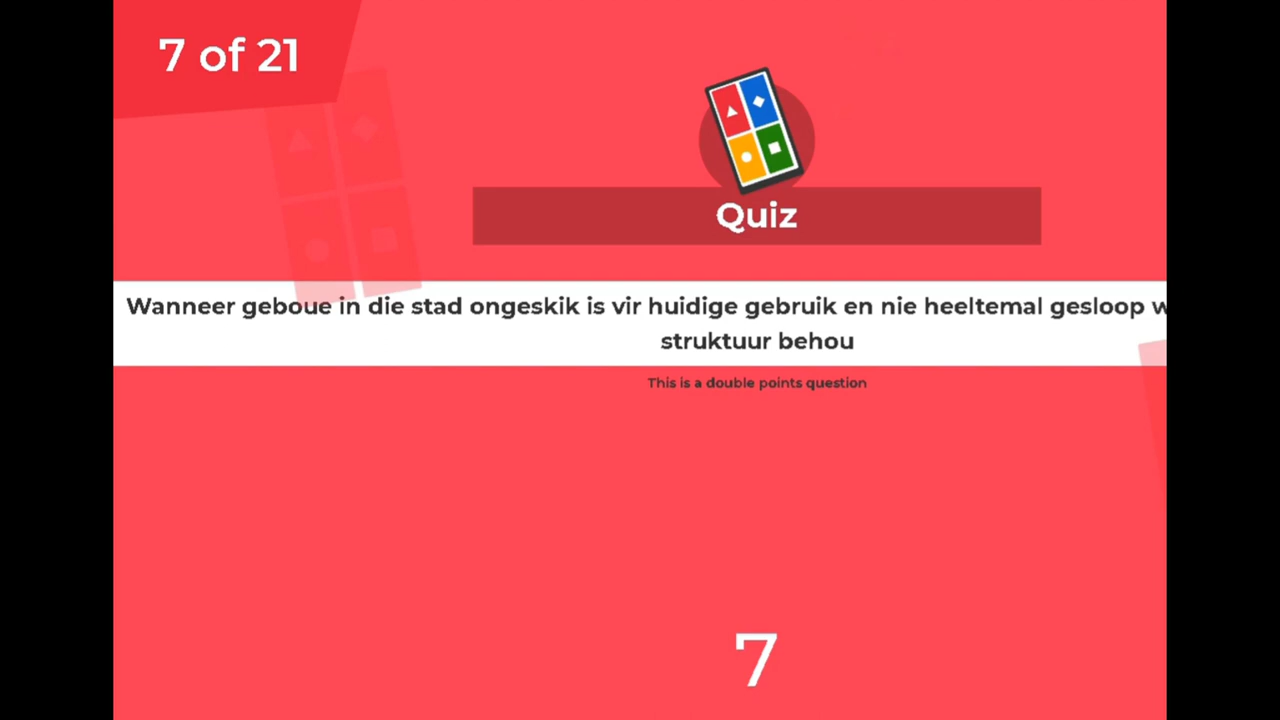 7 of 21
Quiz
Wanneer geboue in die stad ongeskik is vir huidige gebruik en nie heeltemal gesloop
struktuur behou
This is a double points question
7